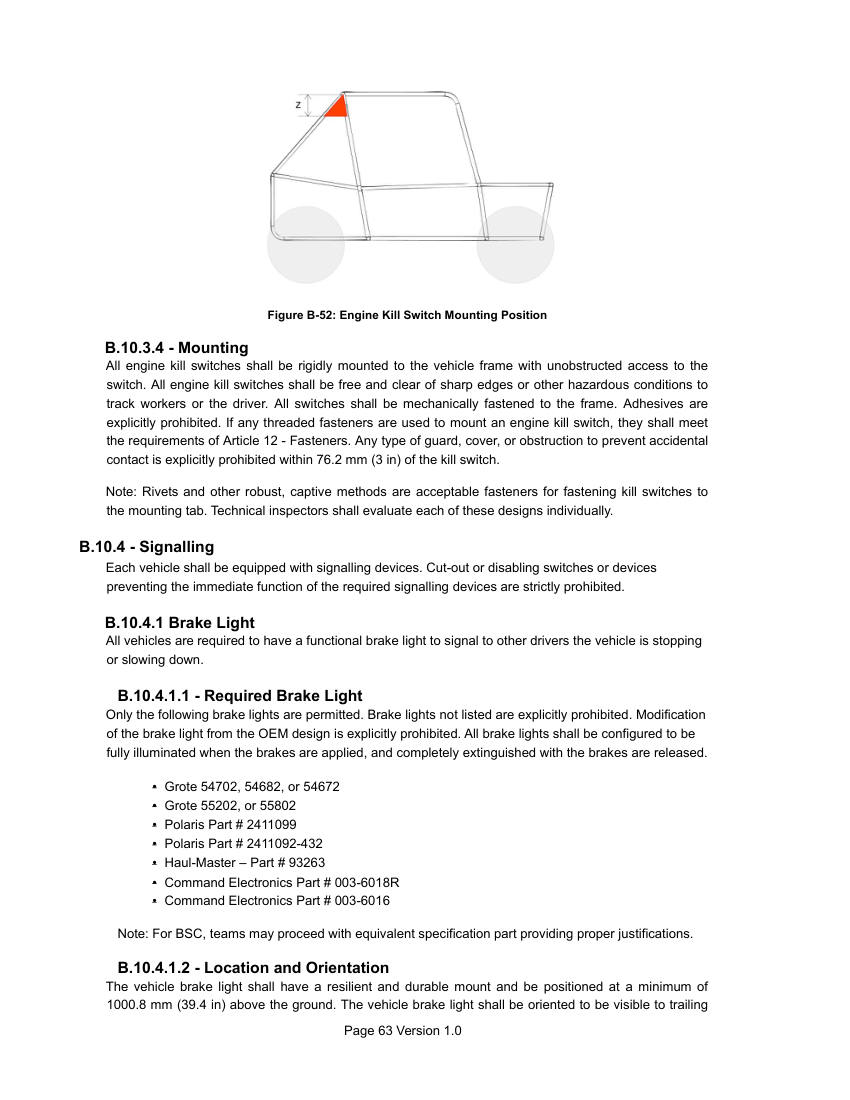 Z
Figure B-52: Engine Kill Switch Mounting Position
B.10.3.4 - Mounting
All engine kill switches shall be rigidly mounted to the vehicle frame with unobstructed access to the
switch. All engine kill switches shall be free and clear of sharp edges or other hazardous conditions to
track workers or the driver. All switches shall be mechanically fastened to the frame. Adhesives are
explicitly prohibited. If any threaded fasteners are used to mount an engine kill switch, they shall meet
the requirements of Article 12 - Fasteners. Any type of guard, cover, or obstruction to prevent accidental
contact is explicitly prohibited within 76.2 mm (3 in) of the kill switch.
Note: Rivets and other robust, captive methods are acceptable fasteners for fastening kill switches to
the mounting tab. Technical inspectors shall evaluate each of these designs individually.
B.10.4 - Signalling
Each vehicle shall be equipped with signalling devices. Cut-out or disabling switches or devices
preventing the immediate function of the required signalling devices are strictly prohibited.
B.10.4.1 Brake Light
All vehicles are required to have a functional brake light to signal to other drivers the vehicle is stopping
or slowing down.
B.10.4.1.1 - Required Brake Light
Only the following brake lights are permitted. Brake lights not listed are explicitly prohibited. Modification
of the brake light from the OEM design is explicitly prohibited. All brake lights shall be configured to be
fully illuminated when the brakes are applied, and completely extinguished with the brakes are released.
• Grote 54702, 54682, or 54672
• Grote 55202, or 55802
• Polaris Part # 2411099
• Polaris Part # 2411092-432
• Haul-Master – Part # 93263
• Command Electronics Part # 003-6018R
• Command Electronics Part # 003-6016
Note: For BSC, teams may proceed with equivalent specification part providing proper justifications.
B.10.4.1.2 - Location and Orientation
The vehicle brake light shall have a resilient and durable mount and be positioned at a minimum of
1000.8 mm (39.4 in) above the ground. The vehicle brake light shall be oriented to be visible to trailing
Page 63 Version 1.0